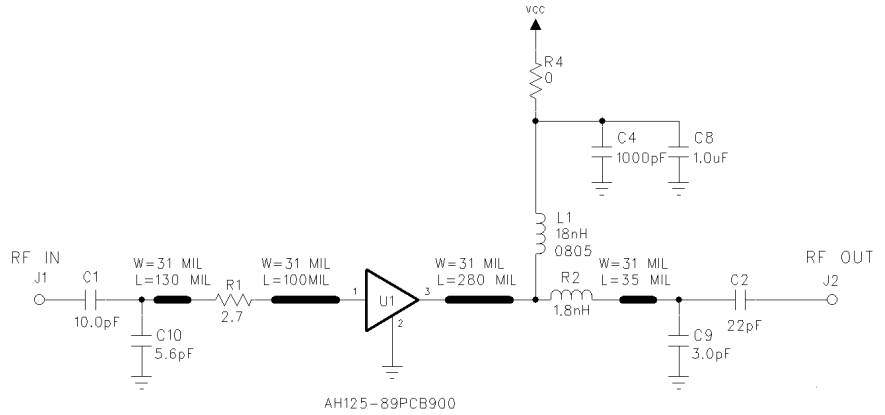 VCC
R4
0
C4
1000pF
C8
1.0uF
L1
18nH
0805
RF IN
J1
C1
10.0pF
C10
5.6pF
W=31 MIL
L=130 MIL
R1
2.7
W=31 MIL
L=100MIL
1
U1
2
3
W=31 MIL
L=280 MIL
R2
1.8nH
W=31 MIL
L=35 MIL
C9
3.0pF
C2
22pF
RF OUT
J2
AH125-89PCB900